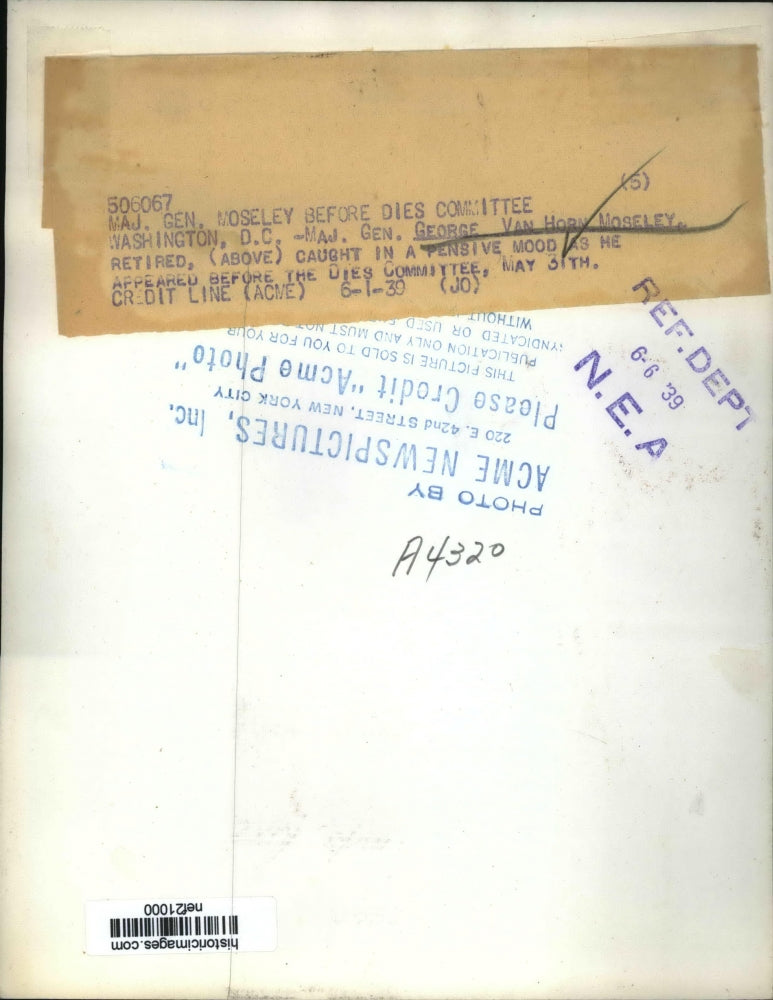 (5)
506067
MAJ. GEN. MOSELEY BEFORE DIES COMMITTEE
WASHINGTON, D.C. -MAJ. GEN. GEORGE VAN HORN MOSELEY,
RETIRED, (ABOVE) CAUGHT IN A PENSIVE MOOD AS HE
APPEARED BEFORE THE DIES COMMITTEE, MAY 31TH.
CREDIT LINE (ACME) 6-1-39 (JO)
REF. DEPT
6-6 '39
N. E. A
PHOTO BY
ACME NEWSPICTURES, Inc.
220 E. 42nd STREET, NEW YORK CITY
Please Credit "Acme Photo"
THIS PICTURE IS SOLD TO YOU FOR YOUR
PUBLICATION ONLY AND MUST NOT
SYNDICATED OR USED
WITHOUT
A4320
historicimages.com
nef21000